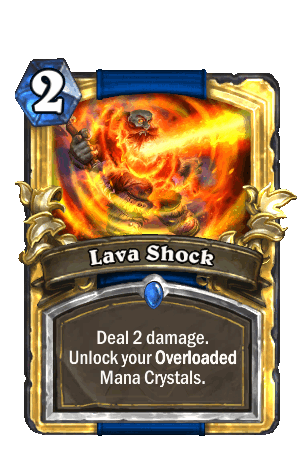 2
Lava Shock
Deal 2 damage.
Unlock your Overloaded
Mana Crystals.